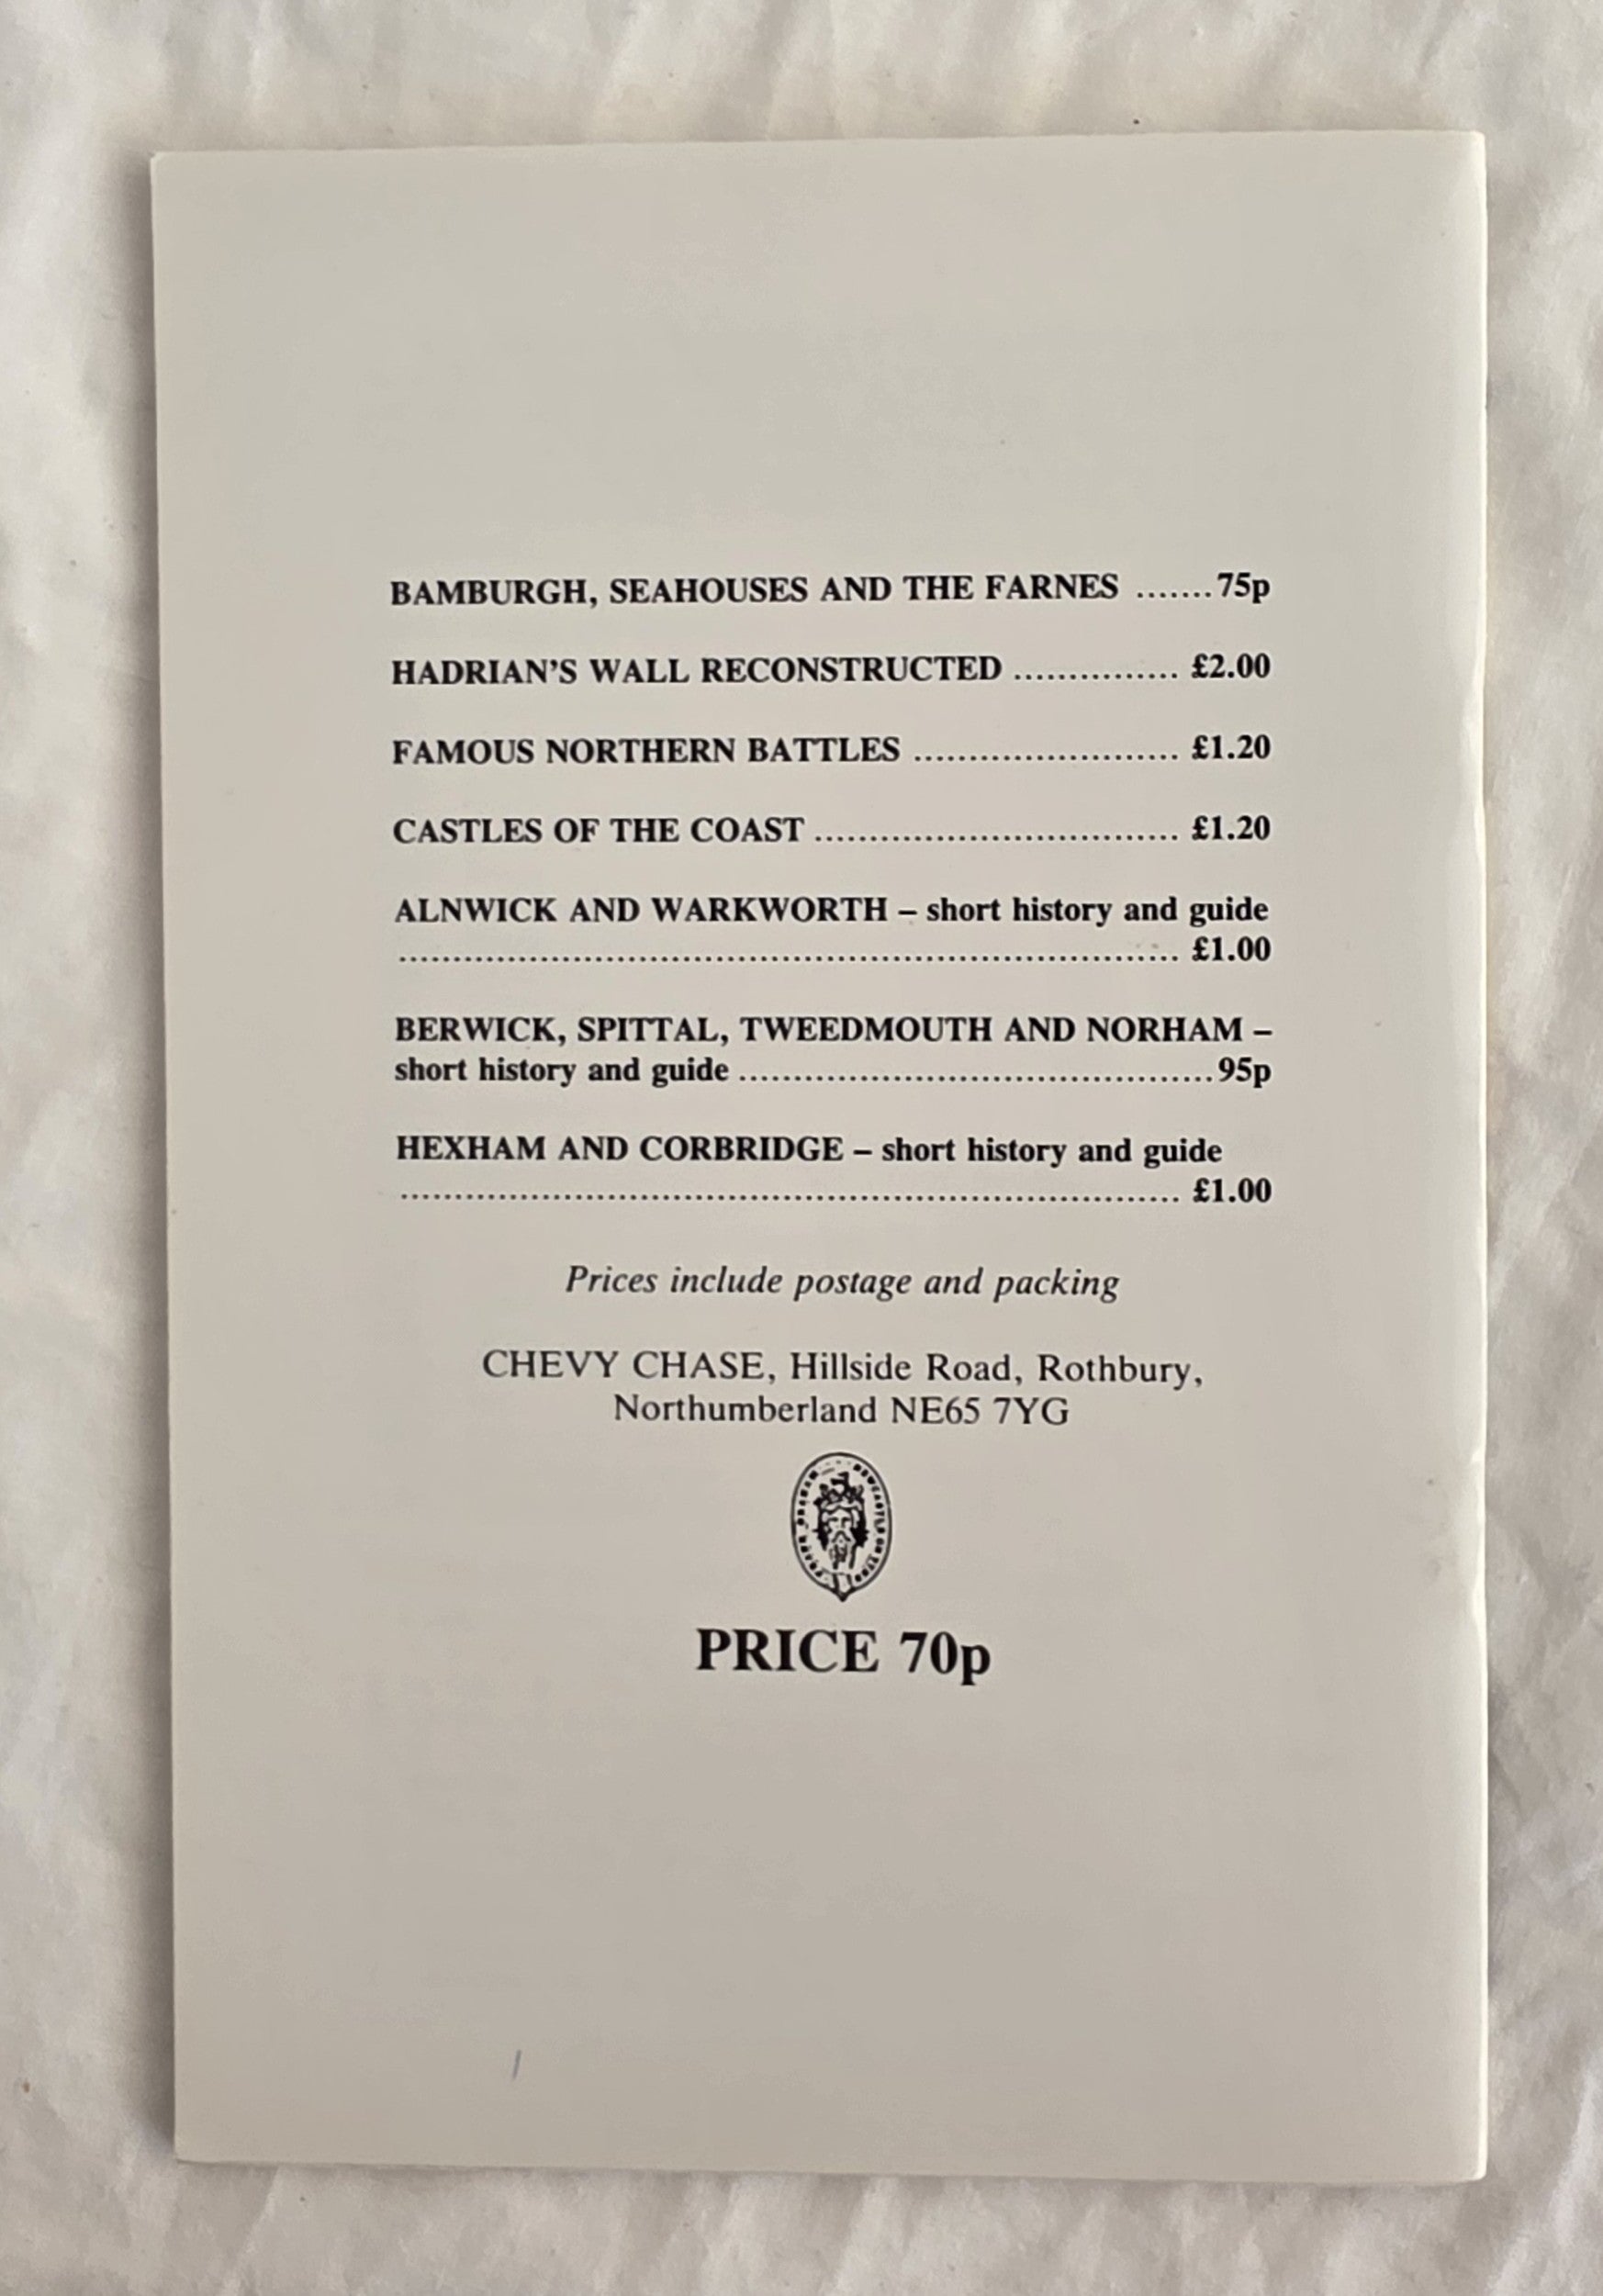 BAMBURGH, SEAHOUSES AND THE FARNES .......75p
HADRIAN'S WALL RECONSTRUCTED ............... £2.00
FAMOUS NORTHERN BATTLES ........................ £1.20
CASTLES OF THE COAST ................................. £1.20
ALNWICK AND WARKWORTH – short history and guide
....................................................................... £1.00
BERWICK, SPITTAL, TWEEDMOUTH AND NORHAM –
short history and guide ...........................................95p
HEXHAM AND CORBRIDGE – short history and guide
....................................................................... £1.00
Prices include postage and packing
CHEVY CHASE, Hillside Road, Rothbury,
Northumberland NE65 7YG
PRICE 70p